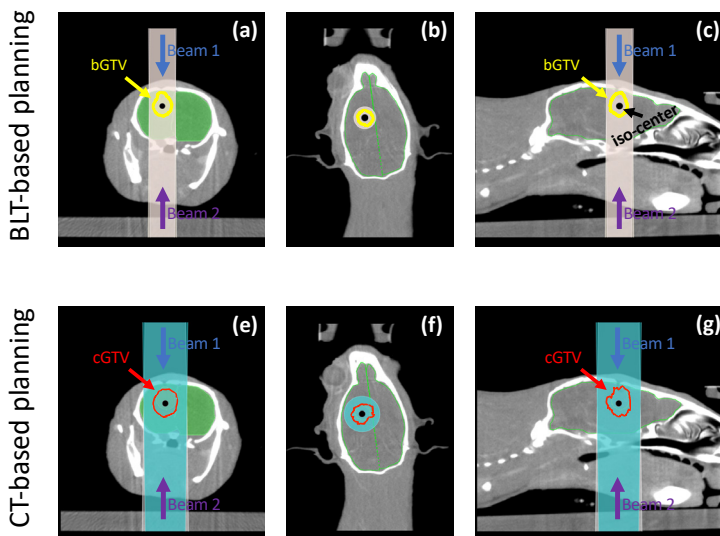 BLT-based planning
(a)
Beam 1
bGTV
Beam 2
(b)
(c)
Beam 1
bGTV
iso-center
Beam 2
CT-based planning
(e)
Beam 1
cGTV
Beam 2
(f)
(g)
Beam 1
cGTV
Beam 2